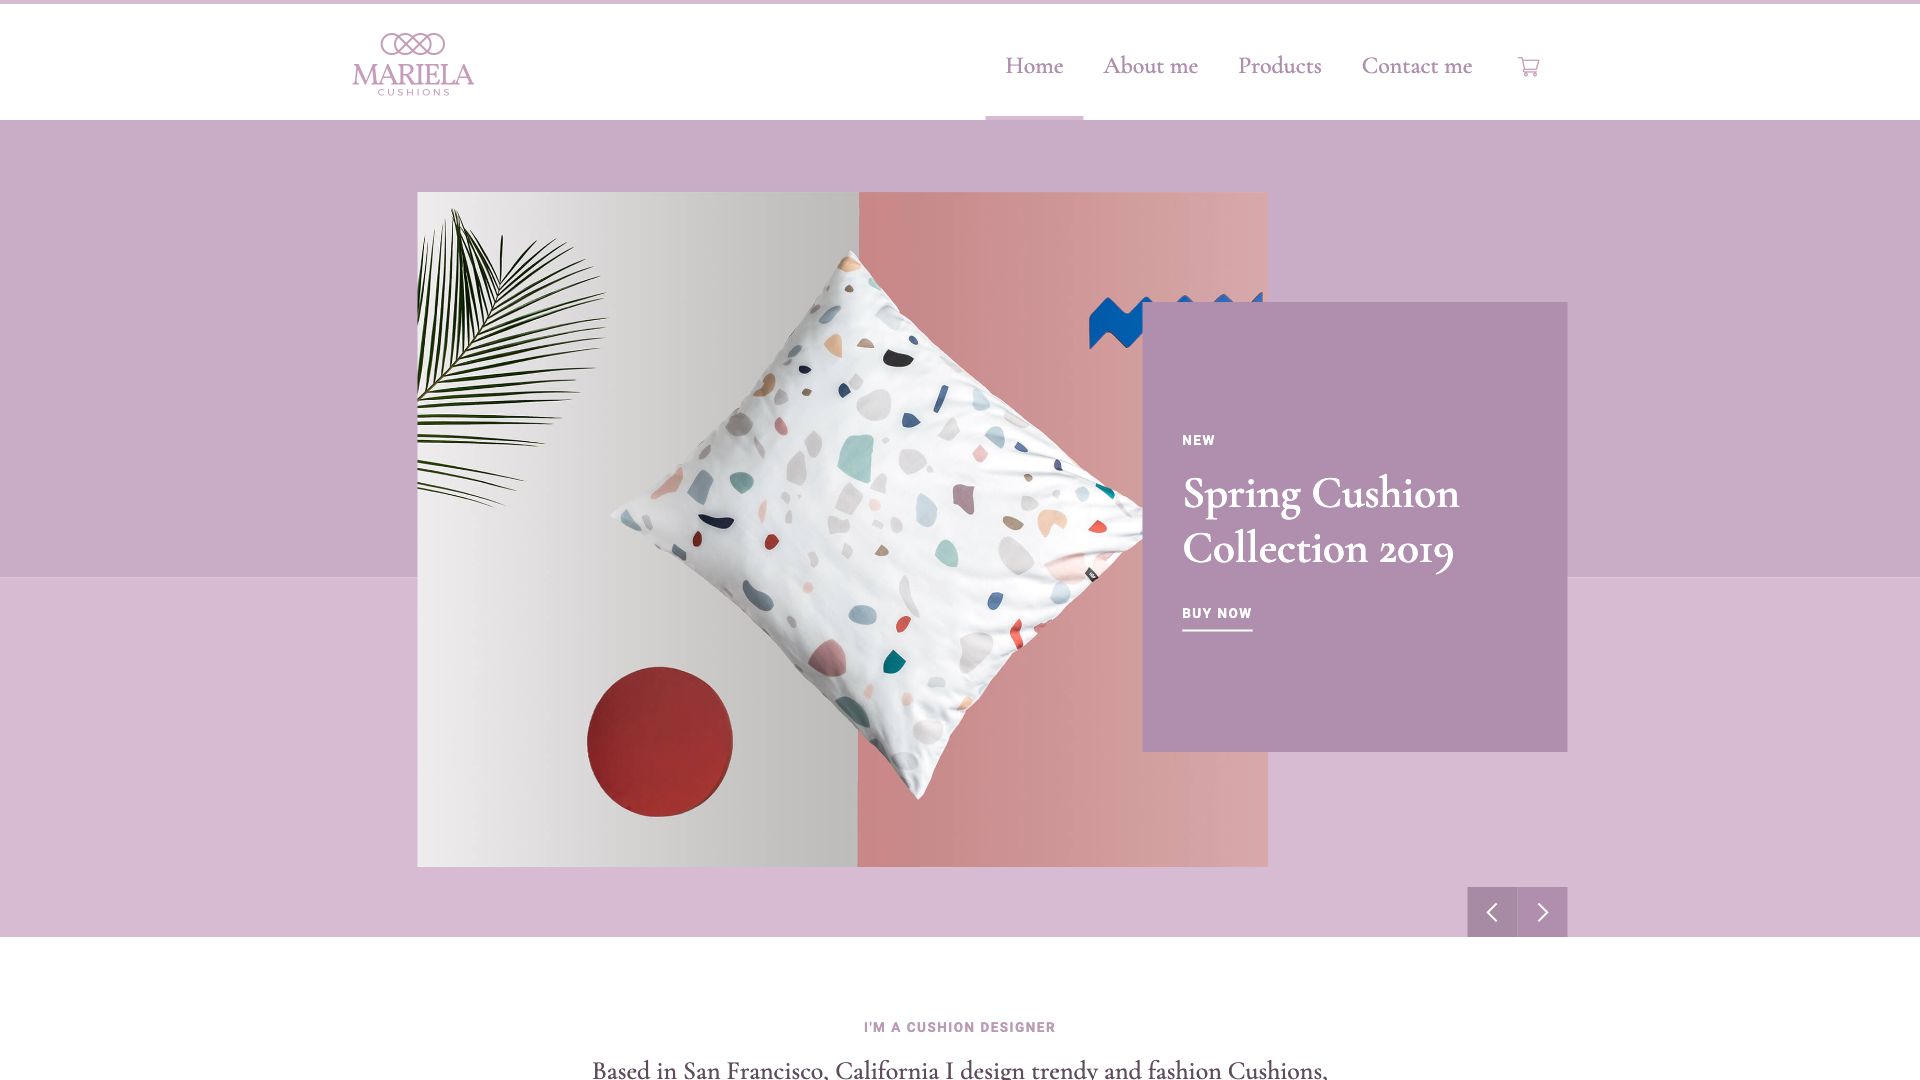 MARIELA
CUSHIONS
Home About me Products Contact me
NEW
Spring Cushion
Collection 2019
BUY NOW
I'M A CUSHION DESIGNER
Based in San Francisco, California I design trendy and fashion Cushions,